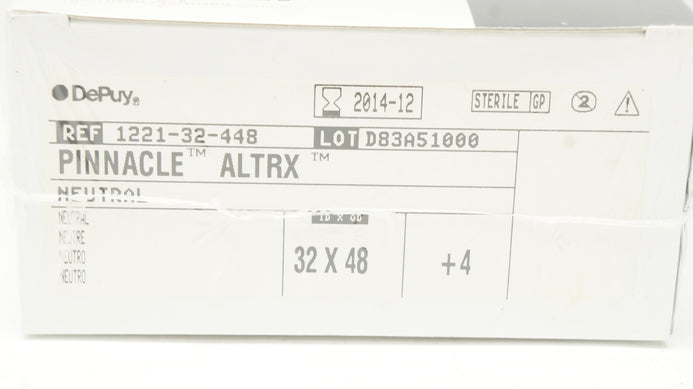 DePuy®
2014-12
STERILE GP
REF 1221-32-448 LOT D83A51000
PINNACLE™ ALTRX™
NEUTRAL
NEUTRAL
NEUTRE
NEUTRO
NEUTRO
ID X OD
32 X 48 +4